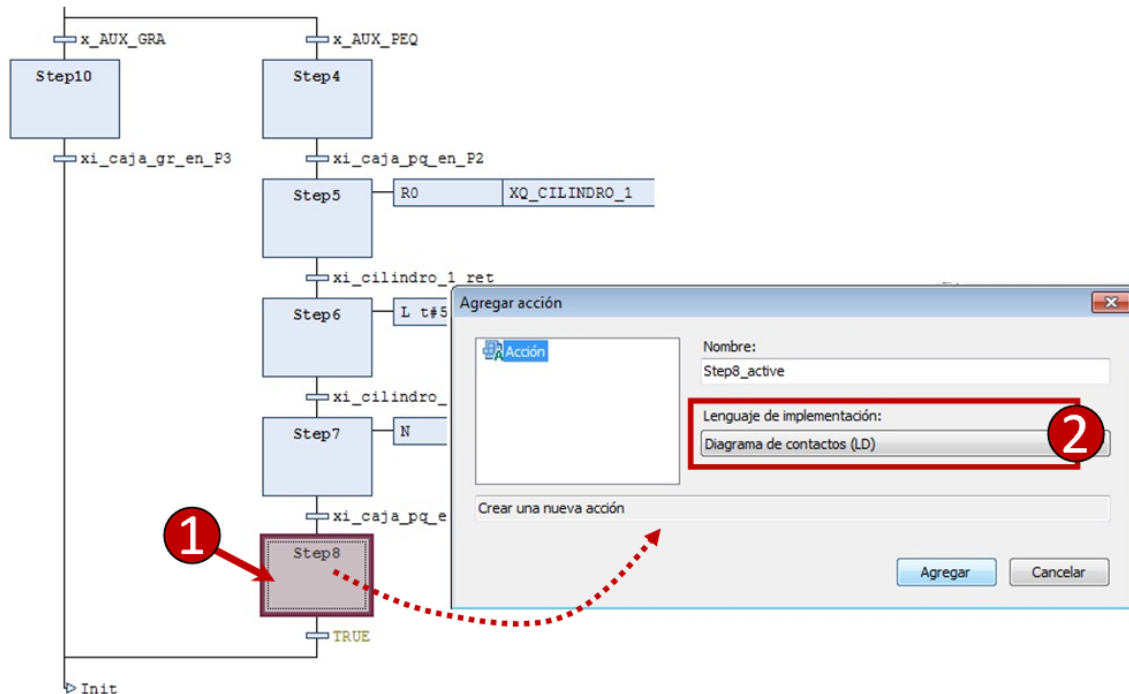 x_AUX_GRA
x_AUX_PEQ
Step10
Step4
xi_caja_gr_en_P3
xi_caja_pq_en_P2
Step5
R0
XQ_CILINDRO_1
xi_cilindro_1_ret
Step6
L t#5
xi_cilindro_
Step7
N
xi_caja_pq_e
1
Step8
TRUE
Init
Agregar acción
Acción
Nombre:
Step8_active
Lenguaje de implementación:
Diagrama de contactos (LD)
2
Crear una nueva acción
Agregar
Cancelar